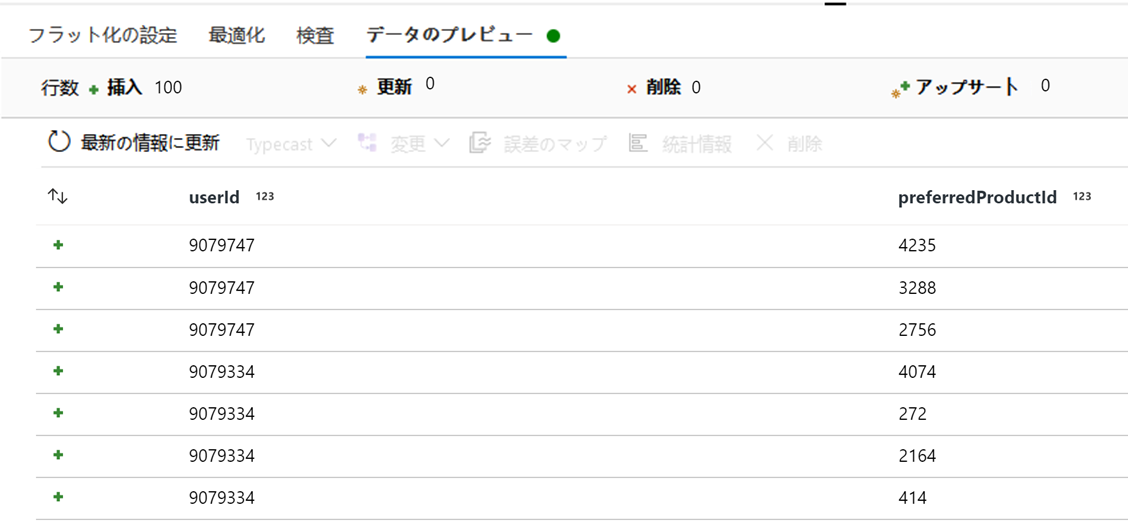 フラット化の設定 最適化 検査 データのプレビュー
行数 挿入 100 更新 0 削除 0 アップサート 0
最新の情報に更新 Typecast 変更 誤差のマップ 統計情報 削除
userId 123 preferredProductId 123
9079747 4235
9079747 3288
9079747 2756
9079334 4074
9079334 272
9079334 2164
9079334 414